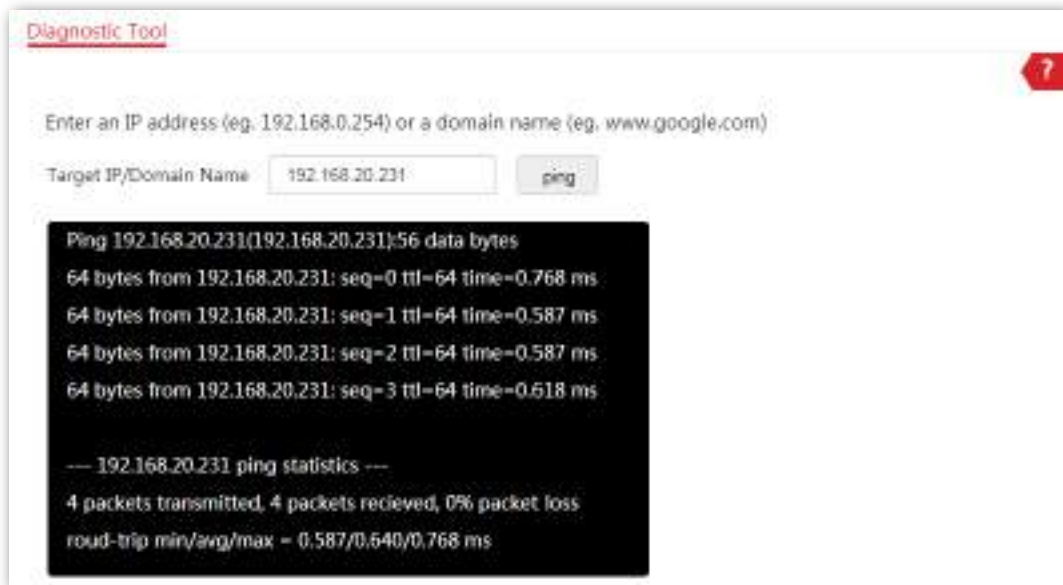 Diagnostic Tool
?
Enter an IP address (eg. 192.168.0.254) or a domain name (eg. www.google.com)
Target IP/Domain Name 192.168.20.231 ping
Ping 192.168.20.231(192.168.20.231):56 data bytes
64 bytes from 192.168.20.231: seq=0 ttl=64 time=0.768 ms
64 bytes from 192.168.20.231: seq=1 ttl=64 time=0.587 ms
64 bytes from 192.168.20.231: seq=2 ttl=64 time=0.587 ms
64 bytes from 192.168.20.231: seq=3 ttl=64 time=0.618 ms
--- 192.168.20.231 ping statistics ---
4 packets transmitted, 4 packets recieved, 0% packet loss
roud-trip min/avg/max = 0.587/0.640/0.768 ms